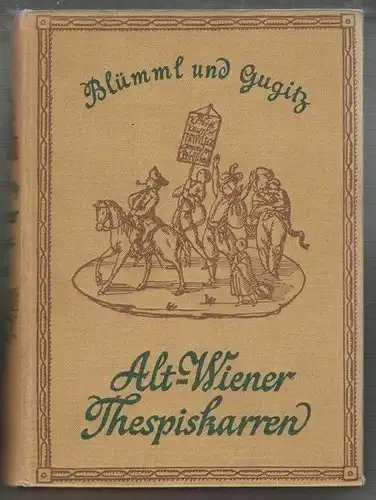 Blümml und Gugitz
Alt-Wiener
Thespiskarren